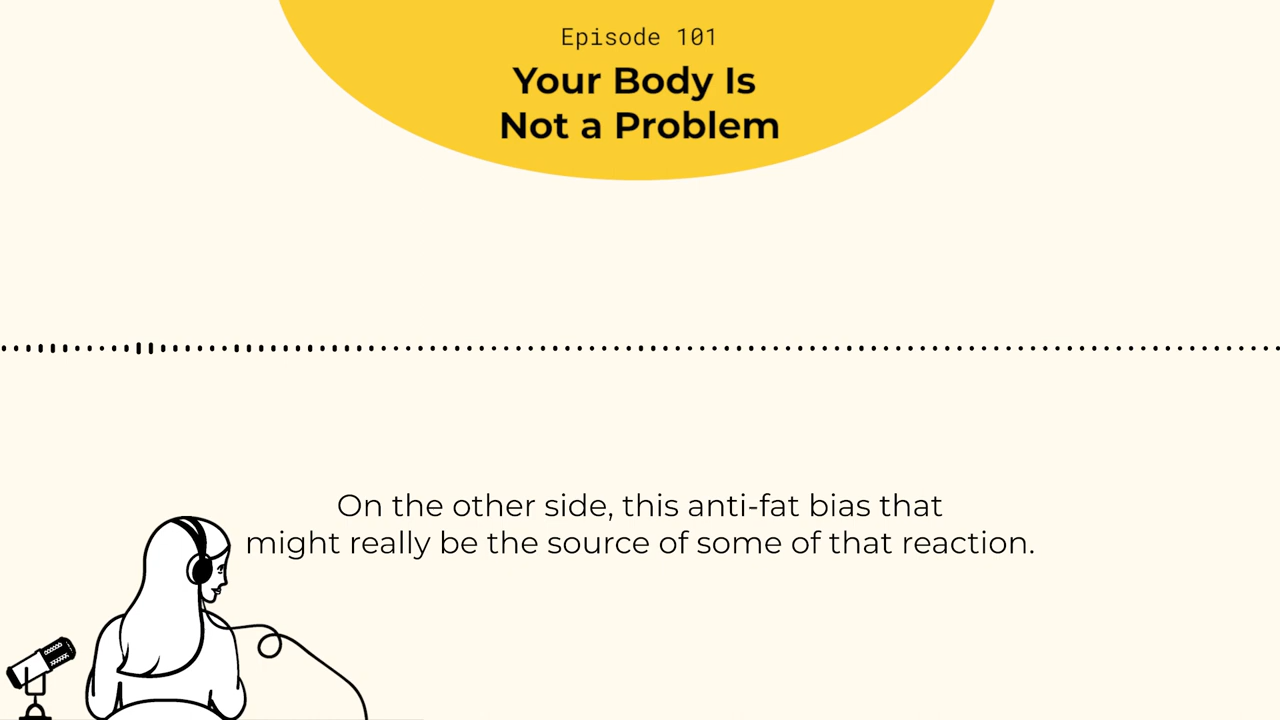 Episode 101
Your Body Is
Not a Problem
On the other side, this anti-fat bias that
might really be the source of some of that reaction.